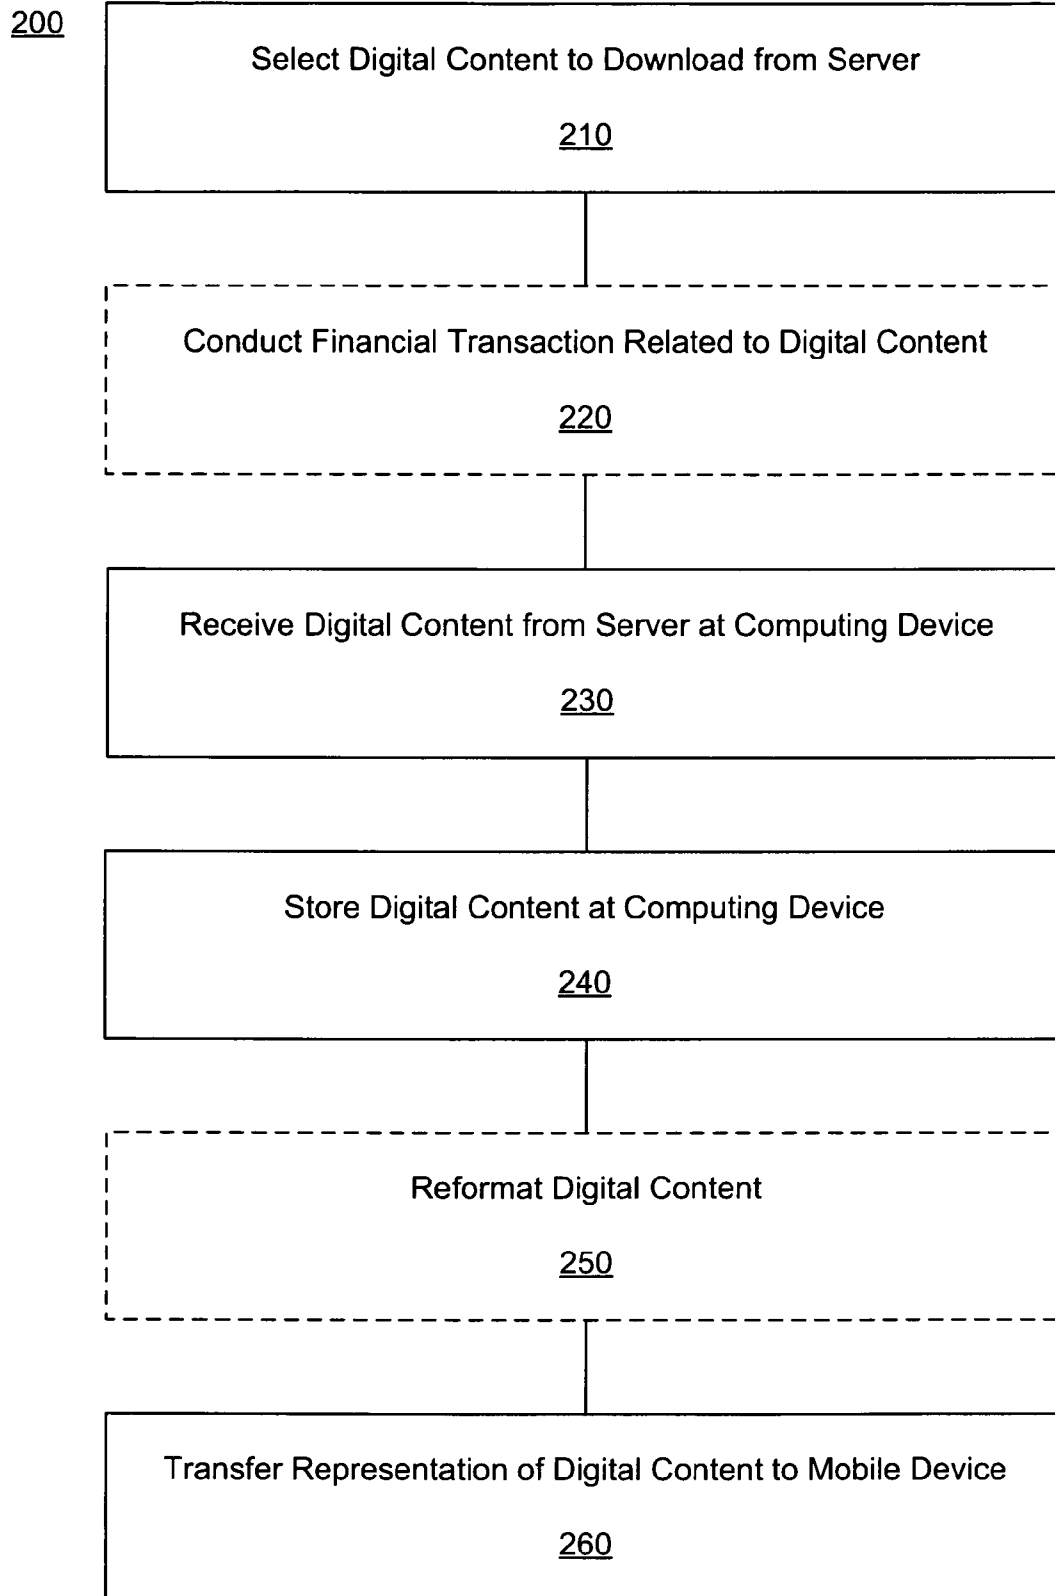 200
Select Digital Content to Download from Server
210
Conduct Financial Transaction Related to Digital Content
220
Receive Digital Content from Server at Computing Device
230
Store Digital Content at Computing Device
240
Reformat Digital Content
250
Transfer Representation of Digital Content to Mobile Device
260